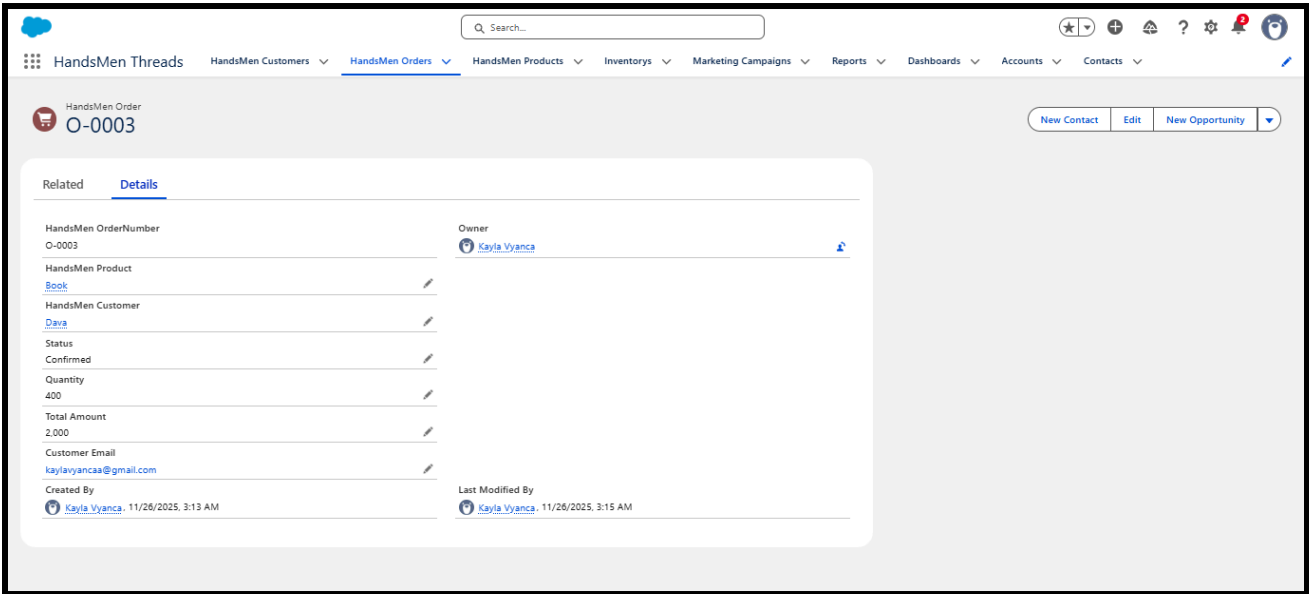 Search...
2
HandsMen Threads HandsMen Customers HandsMen Orders HandsMen Products Inventorys Marketing Campaigns Reports Dashboards Accounts Contacts
HandsMen Order
O-0003
New Contact Edit New Opportunity
Related Details
HandsMen OrderNumber Owner
O-0003 Kayla Vyanca
HandsMen Product
Book
HandsMen Customer
Dava
Status
Confirmed
Quantity
400
Total Amount
2,000
Customer Email
kaylavyancaa@gmail.com
Created By Last Modified By
Kayla Vyanca, 11/26/2025, 3:13 AM Kayla Vyanca, 11/26/2025, 3:15 AM